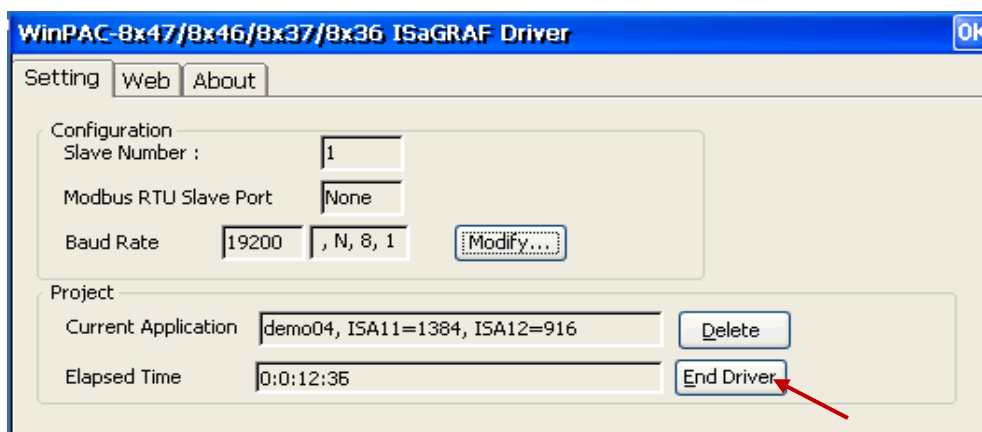 WinPAC-8x47/8x46/8x37/8x36 ISaGRAF Driver OK
Setting Web About
Configuration
Slave Number : 1
Modbus RTU Slave Port None
Baud Rate 19200 , N, 8, 1 Modify...
Project
Current Application demo04, ISA11=1384, ISA12=916 Delete
Elapsed Time 0:0:12:36 End Driver